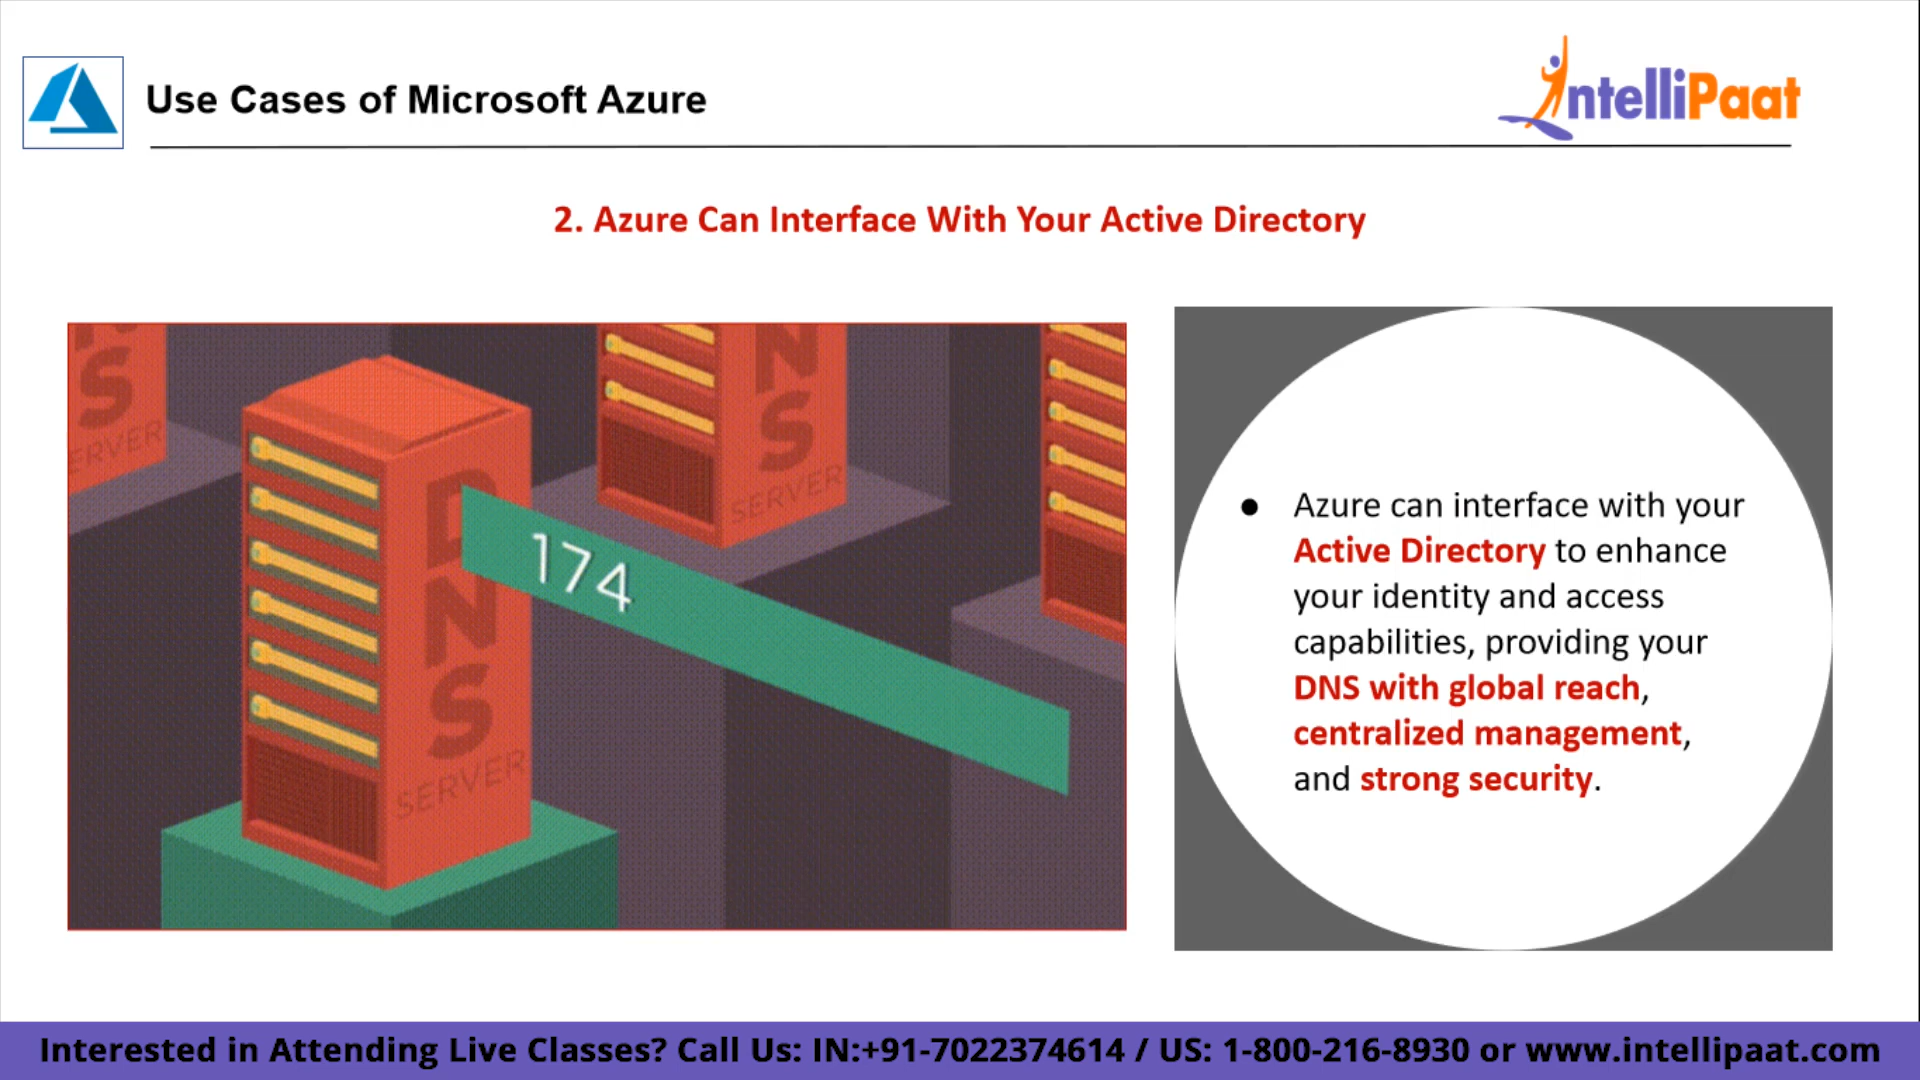 Use Cases of Microsoft Azure
IntelliPaat
2. Azure Can Interface With Your Active Directory
S
ERVER
NS
SERVER
DNS
SERVER
174
● Azure can interface with your
Active Directory to enhance
your identity and access
capabilities, providing your
DNS with global reach,
centralized management,
and strong security.
Interested in Attending Live Classes? Call Us: IN:+91-7022374614 / US: 1-800-216-8930 or www.intellipaat.com